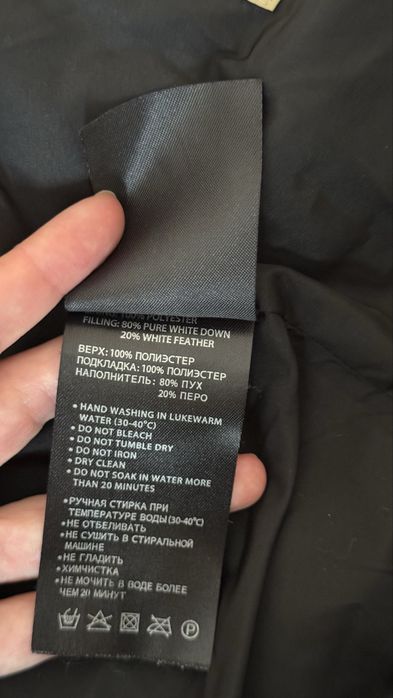 100% POLYESTER
FILLING: 80% PURE WHITE DOWN
20% WHITE FEATHER
ВЕРХ: 100% ПОЛИЭСТЕР
ПОДКЛАДКА: 100% ПОЛИЭСТЕР
НАПОЛНИТЕЛЬ: 80% ПУХ
20% ПЕРО
• HAND WASHING IN LUKEWARM
WATER (30-40°C)
• DO NOT BLEACH
• DO NOT TUMBLE DRY
• DO NOT IRON
• DRY CLEAN
• DO NOT SOAK IN WATER MORE
THAN 20 MINUTES
•РУЧНАЯ СТИРКА ПРИ
ТЕМПЕРАТУРЕ ВОДЫ (30-40°C)
•НЕ ОТБЕЛИВАТЬ
•НЕ СУШИТЬ В СТИРАЛЬНОЙ
МАШИНЕ
•НЕ ГЛАДИТЬ
•ХИМЧИСТКА
•НЕ МОЧИТЬ В ВОДЕ БОЛЕЕ
ЧЕМ 20 МИНУТ
P